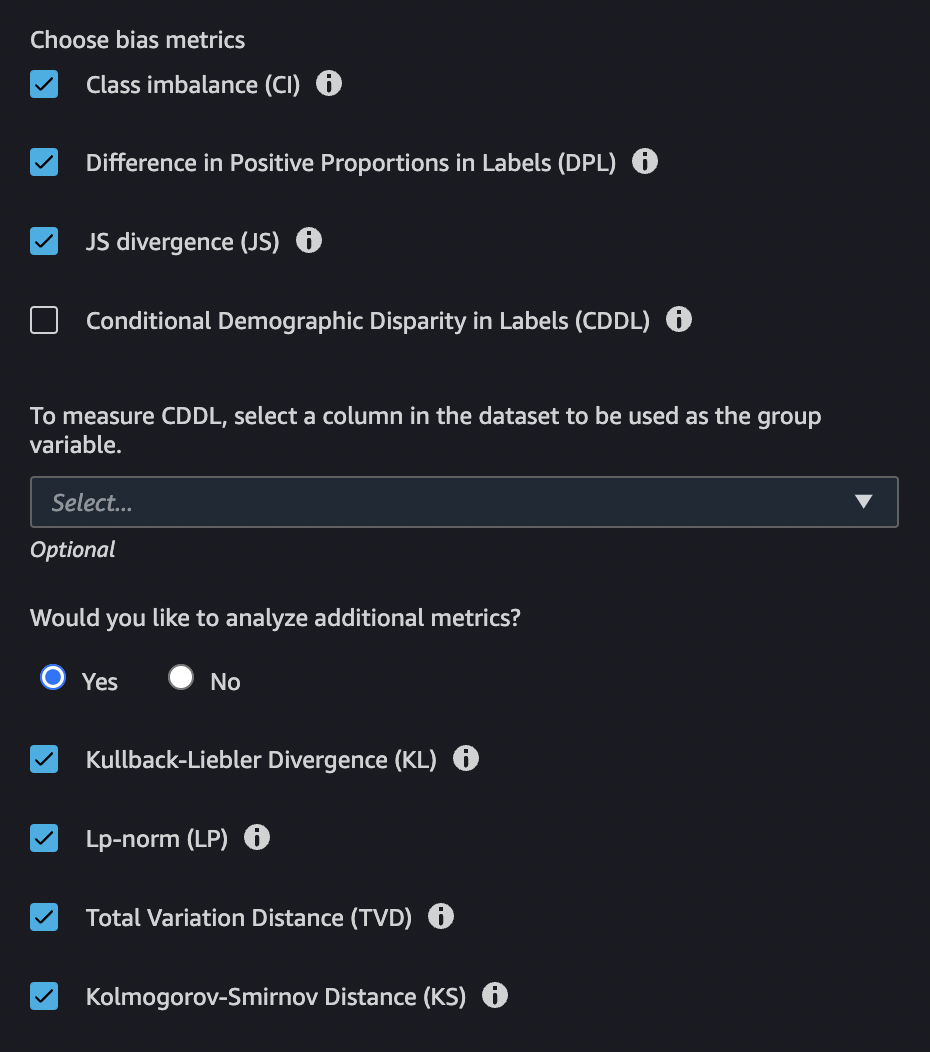 Choose bias metrics
Class imbalance (CI)
Difference in Positive Proportions in Labels (DPL)
JS divergence (JS)
Conditional Demographic Disparity in Labels (CDDL)
To measure CDDL, select a column in the dataset to be used as the group
variable.
Select...
Optional
Would you like to analyze additional metrics?
Yes No
Kullback-Liebler Divergence (KL)
Lp-norm (LP)
Total Variation Distance (TVD)
Kolmogorov-Smirnov Distance (KS)